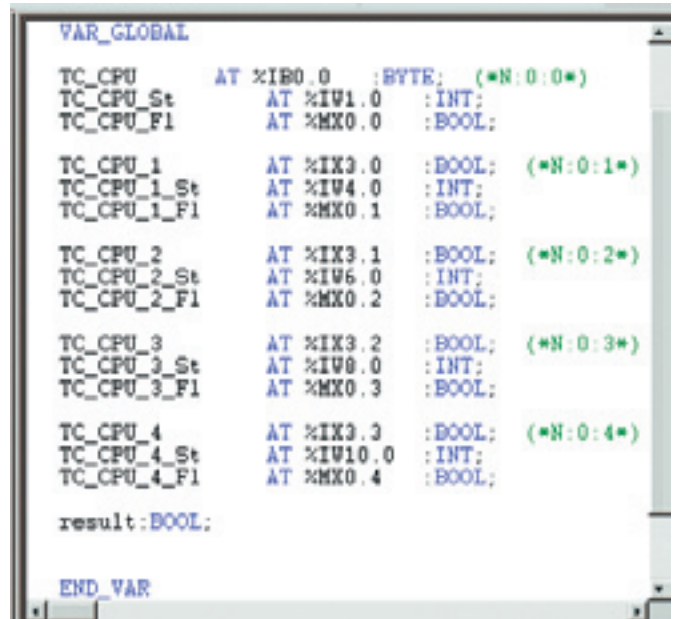 VAR_GLOBAL
TC_CPU AT %IB0.0 :BYTE; (*N:0:0*)
TC_CPU_St AT %IW1.0 :INT;
TC_CPU_Fl AT %MX0.0 :BOOL;
TC_CPU_1 AT %IX3.0 :BOOL; (*N:0:1*)
TC_CPU_1_St AT %IW4.0 :INT;
TC_CPU_1_Fl AT %MX0.1 :BOOL;
TC_CPU_2 AT %IX3.1 :BOOL; (*N:0:2*)
TC_CPU_2_St AT %IW6.0 :INT;
TC_CPU_2_Fl AT %MX0.2 :BOOL;
TC_CPU_3 AT %IX3.2 :BOOL; (*N:0:3*)
TC_CPU_3_St AT %IW8.0 :INT;
TC_CPU_3_Fl AT %MX0.3 :BOOL;
TC_CPU_4 AT %IX3.3 :BOOL; (*N:0:4*)
TC_CPU_4_St AT %IW10.0 :INT;
TC_CPU_4_Fl AT %MX0.4 :BOOL;
result:BOOL;
END_VAR